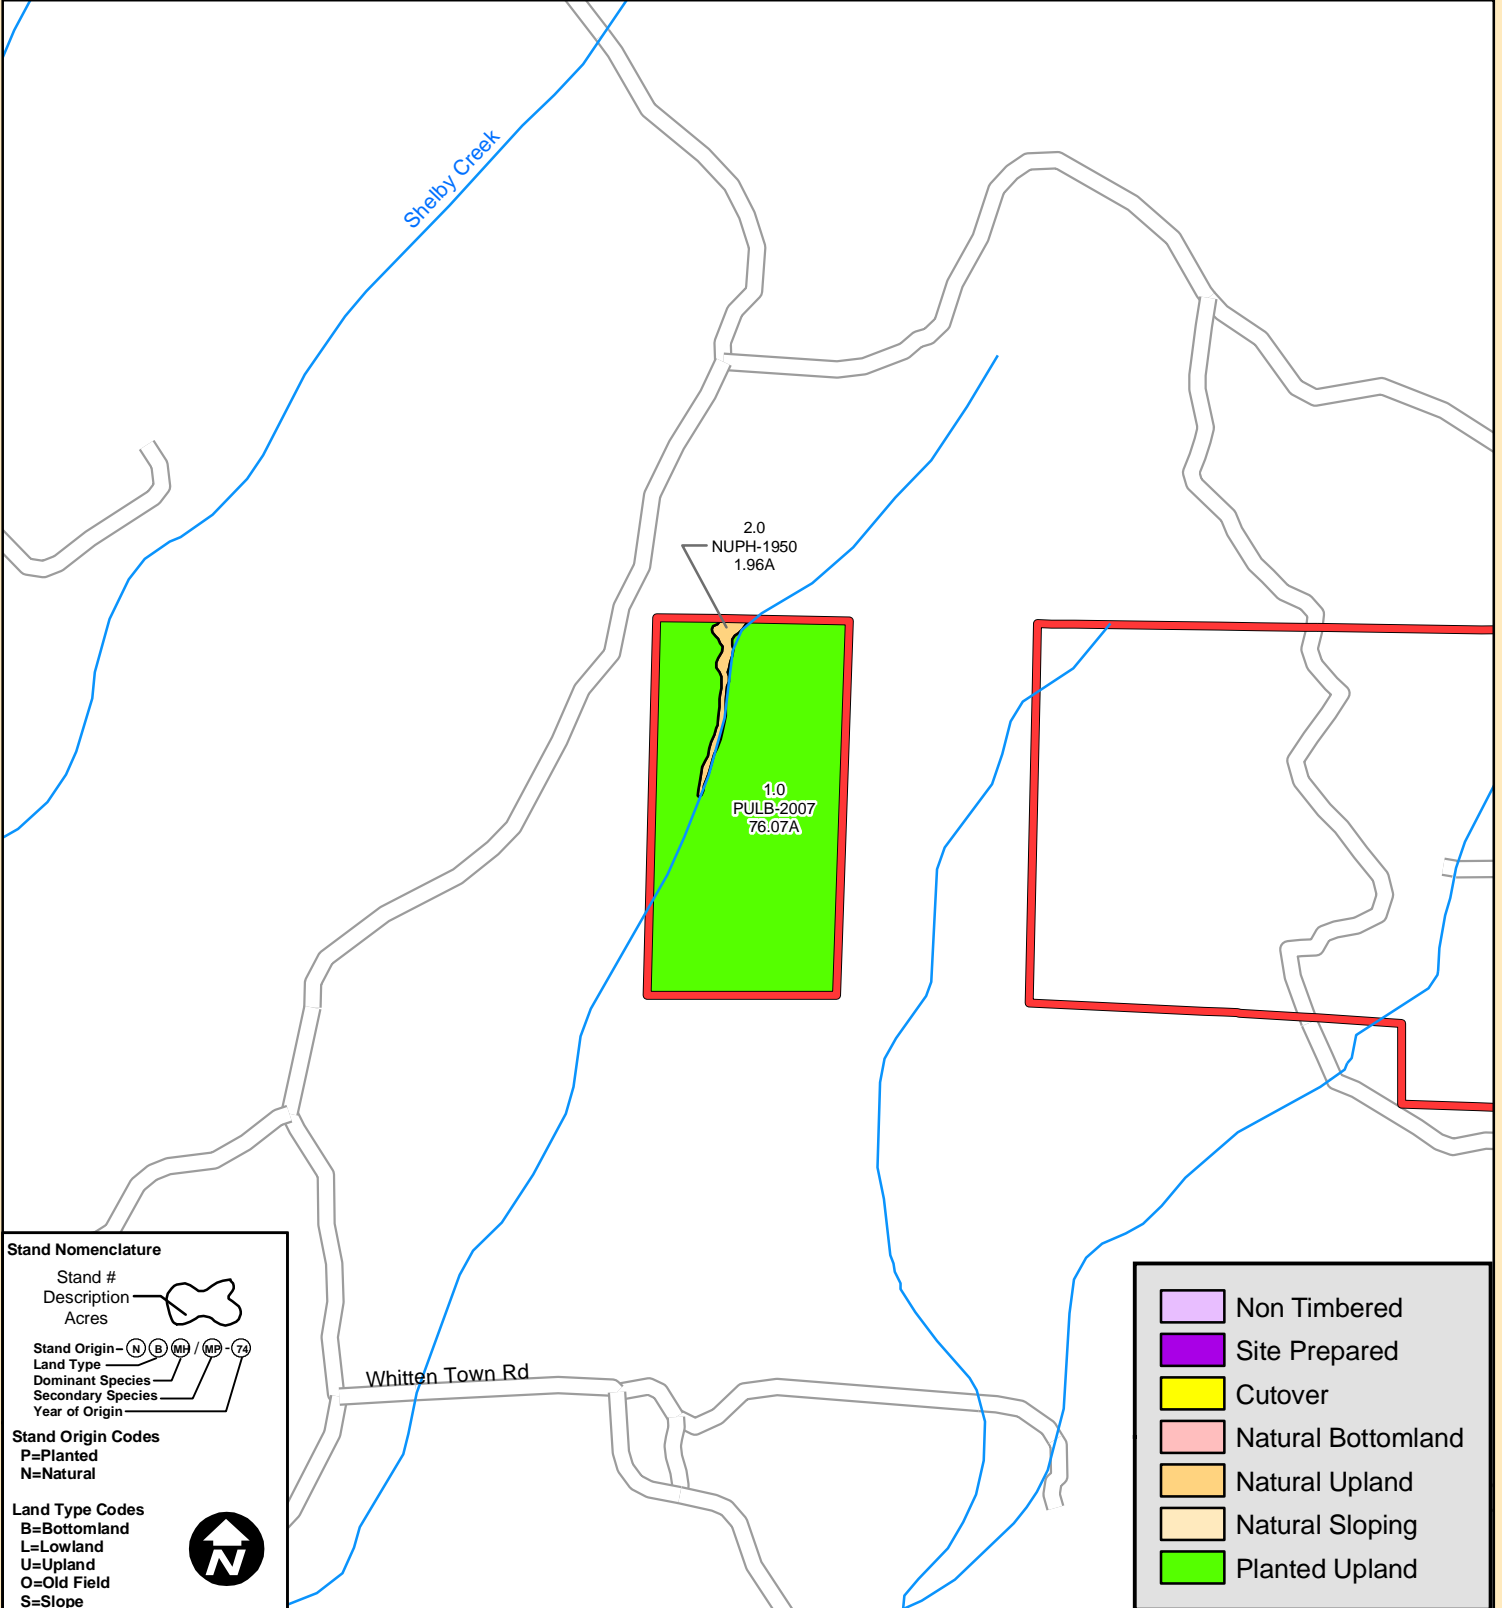 Shelby Creek
2.0
NUPH-1950
1.96A
1.0
PULB-2007
76.07A
Whitten Town Rd
Stand Nomenclature
Stand #
Description
Acres
Stand Origin - N B MH / MP - 74
Land Type
Dominant Species
Secondary Species
Year of Origin
Stand Origin Codes
P=Planted
N=Natural
Land Type Codes
B=Bottomland
L=Lowland
U=Upland
O=Old Field
S=Slope
N
Non Timbered
Site Prepared
Cutover
Natural Bottomland
Natural Upland
Natural Sloping
Planted Upland